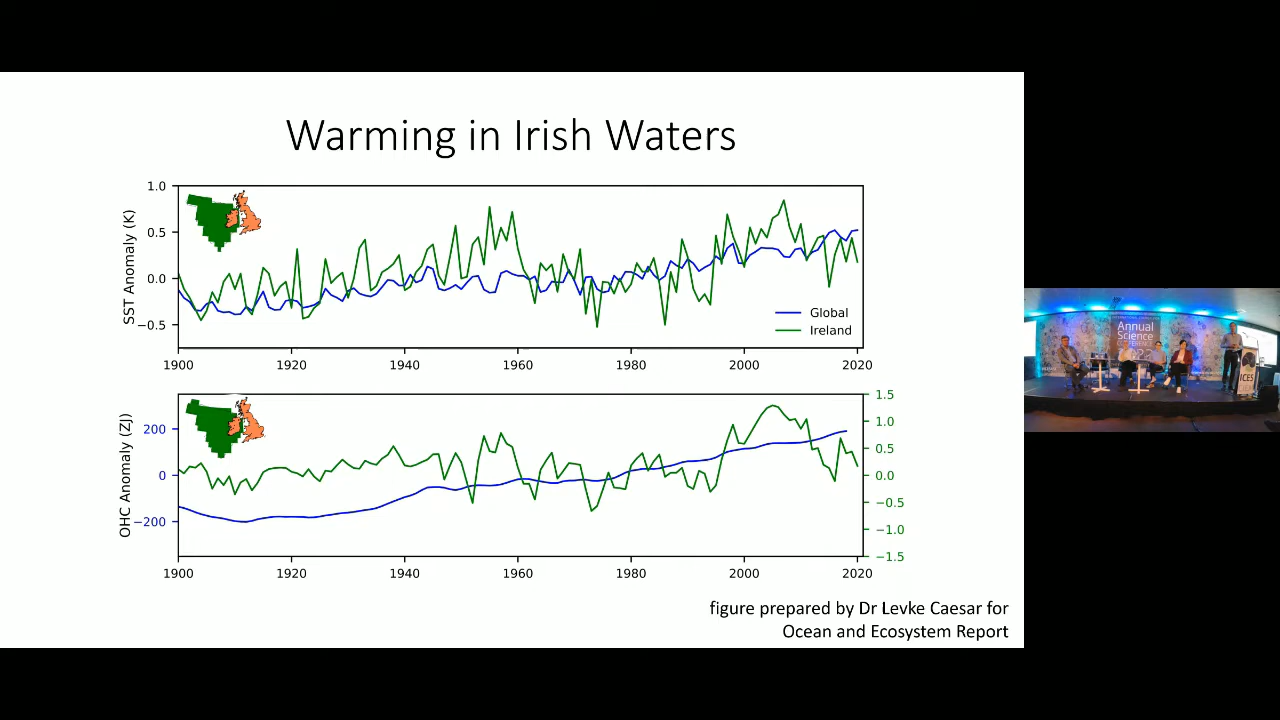 Warming in Irish Waters
SST Anomaly (K)
1.0
0.5
0.0
−0.5
Global
Ireland
1900
1920
1940
1960
1980
2000
2020
OHC Anomaly (ZJ)
200
0
−200
1.5
1.0
0.5
0.0
−0.5
−1.0
−1.5
1900
1920
1940
1960
1980
2000
2020
figure prepared by Dr Levke Caesar for
Ocean and Ecosystem Report
Annual
Science
ICES